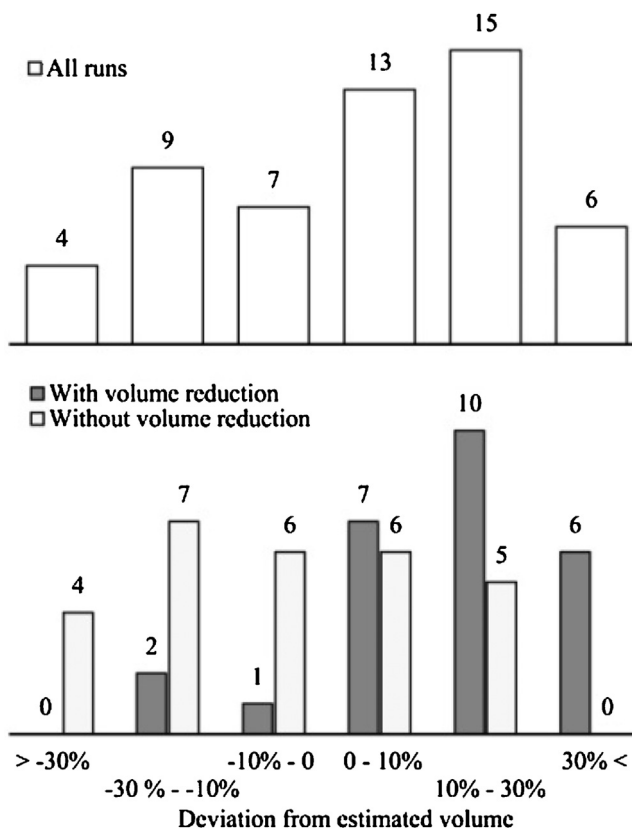 All runs
4
9
7
13
15
6
With volume reduction
Without volume reduction
0
4
2
7
1
6
7
6
10
5
6
0
> -30%
-30 % - -10%
-10% - 0
0 - 10%
10% - 30%
30% <
Deviation from estimated volume